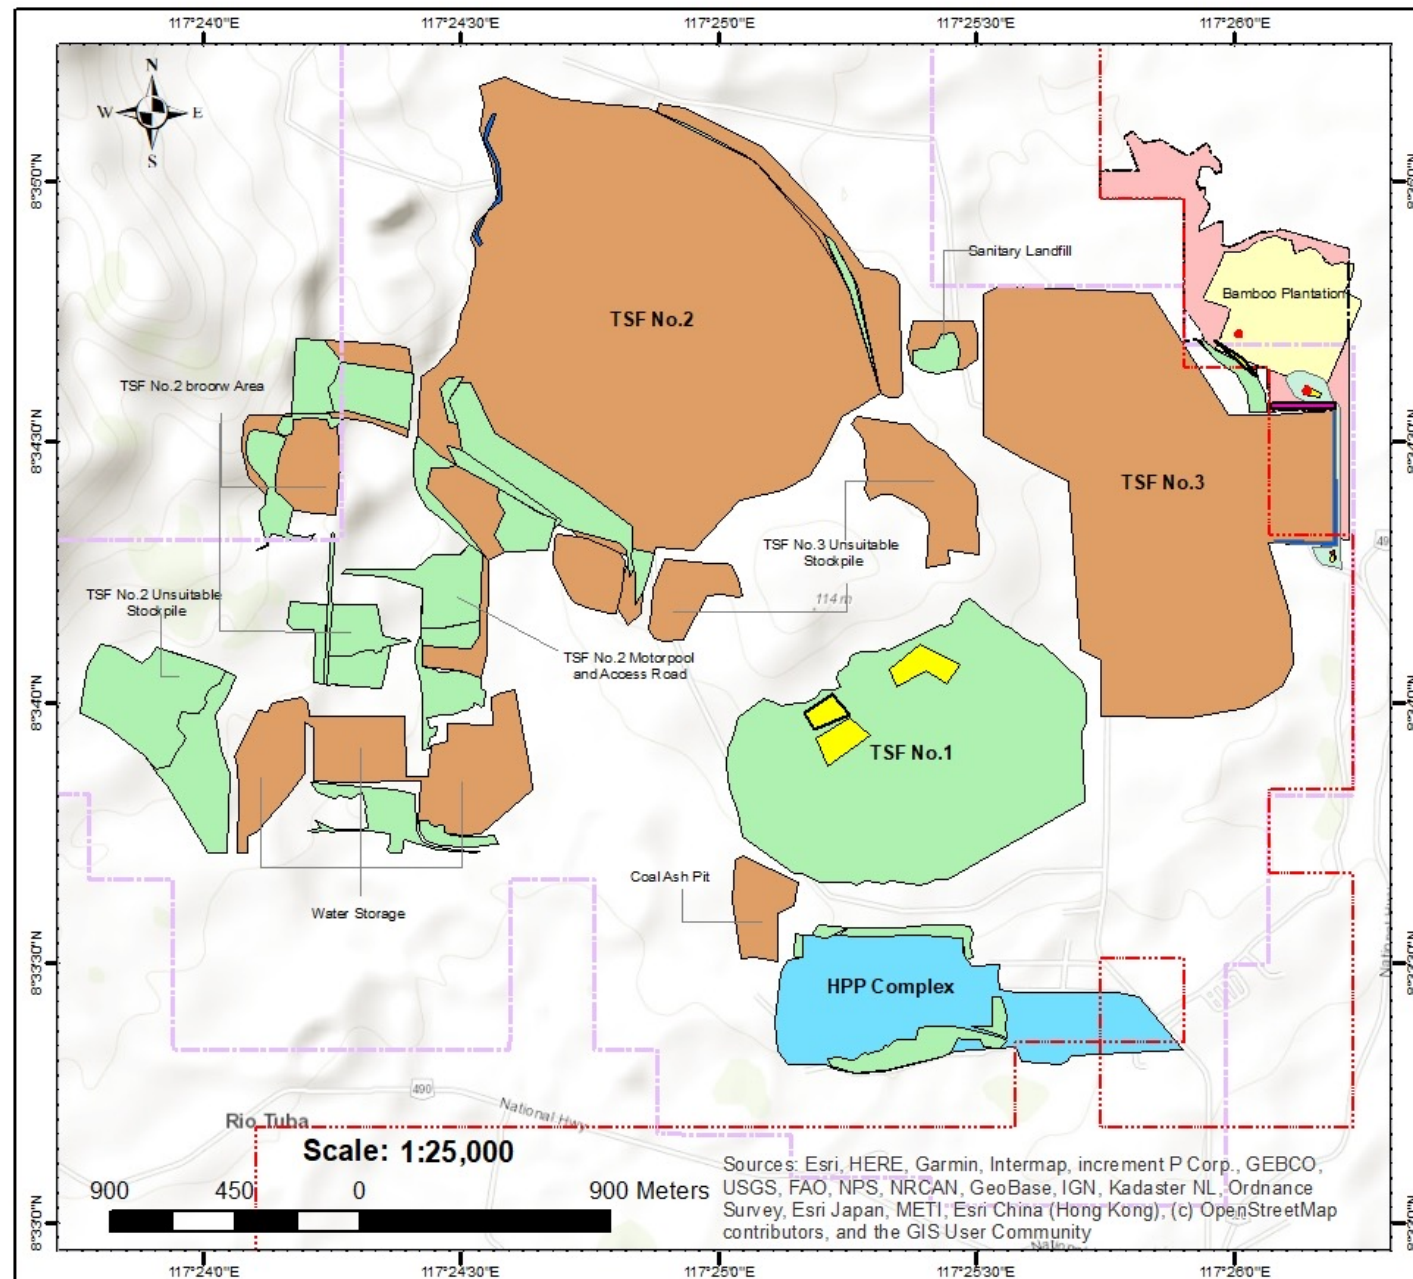 117°24'0"E 117°24'30"E 117°25'0"E 117°25'30"E 117°26'0"E
N
W E
S
8°35'0"N
Sanitary Landfill
Bamboo Plantation
TSF No.2
TSF No.2 broorw Area
8°34'30"N
TSF No.3
TSF No.3 Unsuitable
Stockpile
TSF No.2 Unsuitable
Stockpile
114 m
TSF No.2 Motorpool
and Access Road
8°34'0"N
TSF No.1
Coal Ash Pit
Water Storage
8°33'30"N
HPP Complex
490
National Hwy
Rio Tuba
Scale: 1:25,000
900 450 0 900 Meters
Sources: Esri, HERE, Garmin, Intermap, increment P Corp., GEBCO,
USGS, FAO, NPS, NRCAN, GeoBase, IGN, Kadaster NL, Ordnance
Survey, Esri Japan, METI, Esri China (Hong Kong), (c) OpenStreetMap
contributors, and the GIS User Community
8°33'0"N
117°24'0"E 117°24'30"E 117°25'0"E 117°25'30"E 117°26'0"E